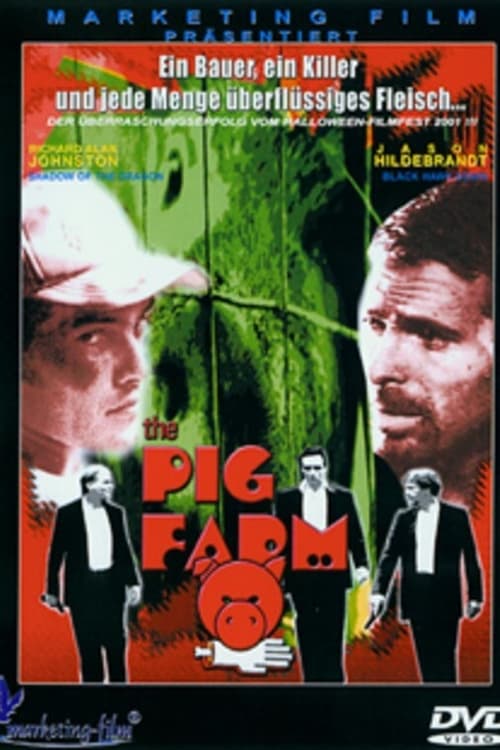 MARKETING FILM
PRÄSENTIERT
Ein Bauer, ein Killer
und jede Menge überflüssiges Fleisch...
DER ÜBERRASCHUNGSERFOLG VOM HALLOWEEN-FILMFEST 2001 !!!
RICHARD ALAN
JOHNSTON
SHADOW OF THE DRAGON
JASON
HILDEBRANDT
BLACK HAWK DOWN
the
PIG
FARM
marketing-film®
DVD
VIDEO